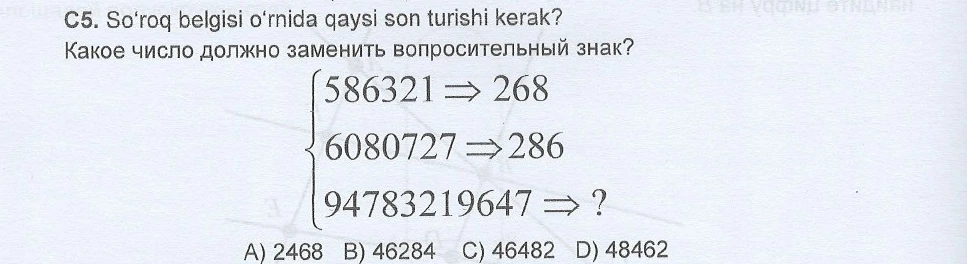 C5. So'roq belgisi o'rnida qaysi son turishi kerak?
Какое число должно заменить вопросительный знак?
586321 ⇒ 268
6080727 ⇒ 286
94783219647 ⇒ ?
A) 2468 B) 46284 C) 46482 D) 48462